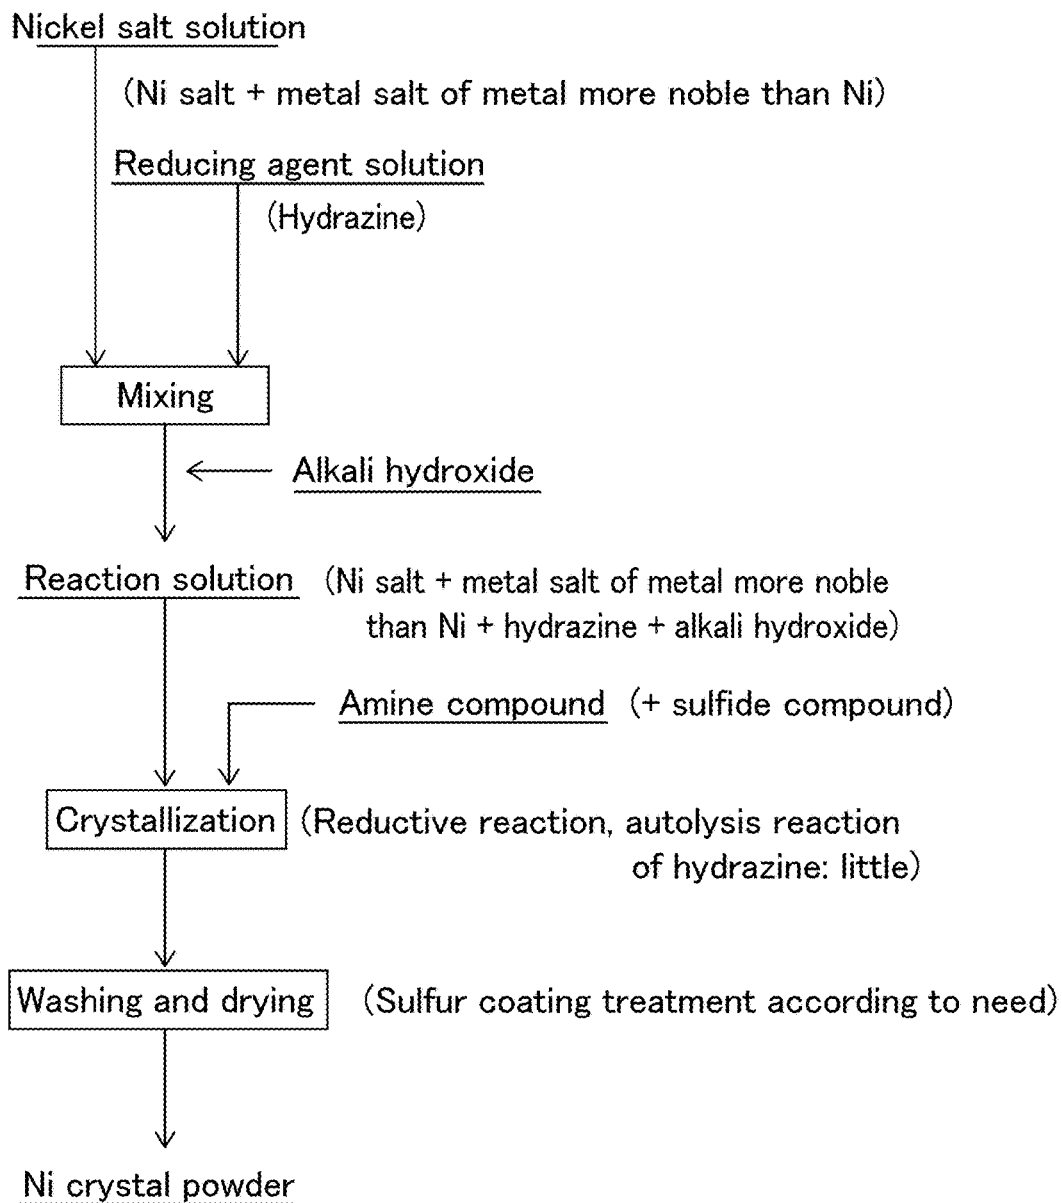 Nickel salt solution
(Ni salt + metal salt of metal more noble than Ni)
Reducing agent solution
(Hydrazine)
Mixing
Alkali hydroxide
Reaction solution (Ni salt + metal salt of metal more noble
than Ni + hydrazine + alkali hydroxide)
Amine compound (+ sulfide compound)
Crystallization (Reductive reaction, autolysis reaction
of hydrazine: little)
Washing and drying (Sulfur coating treatment according to need)
Ni crystal powder